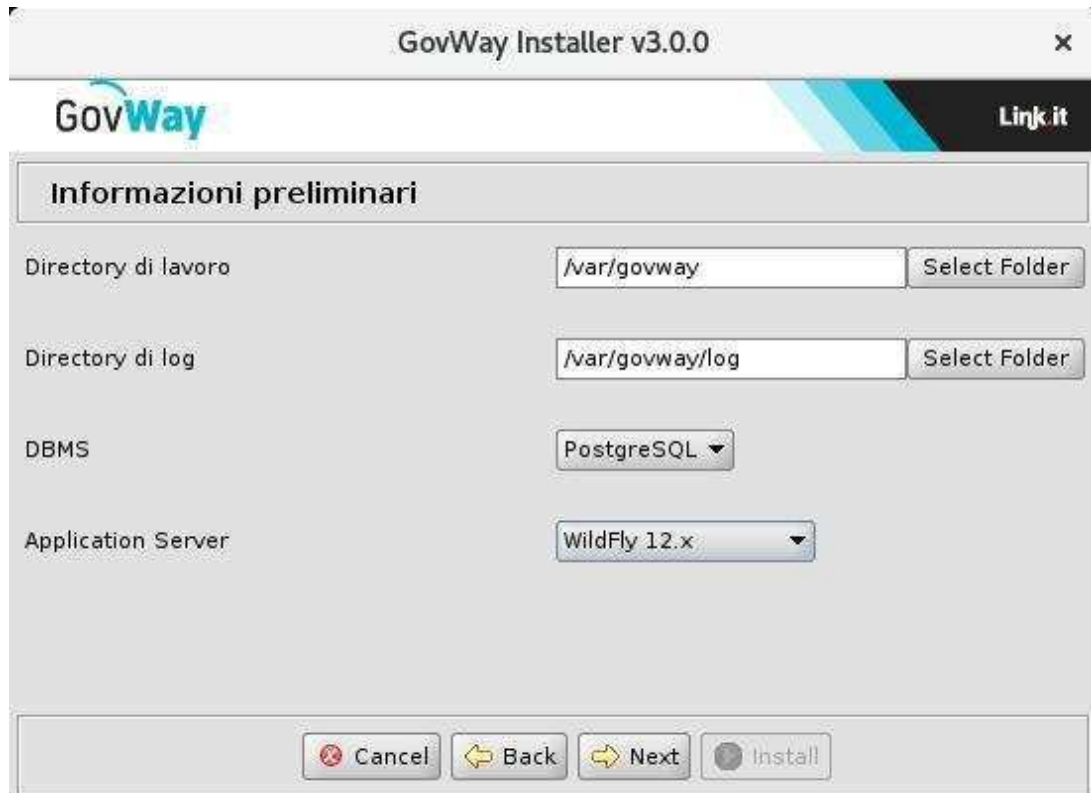 GovWay Installer v3.0.0
GovWay
Link.it
Informazioni preliminari
Directory di lavoro
/var/govway
Select Folder
Directory di log
/var/govway/log
Select Folder
DBMS
PostgreSQL
Application Server
WildFly 12.x
Cancel
Back
Next
Install